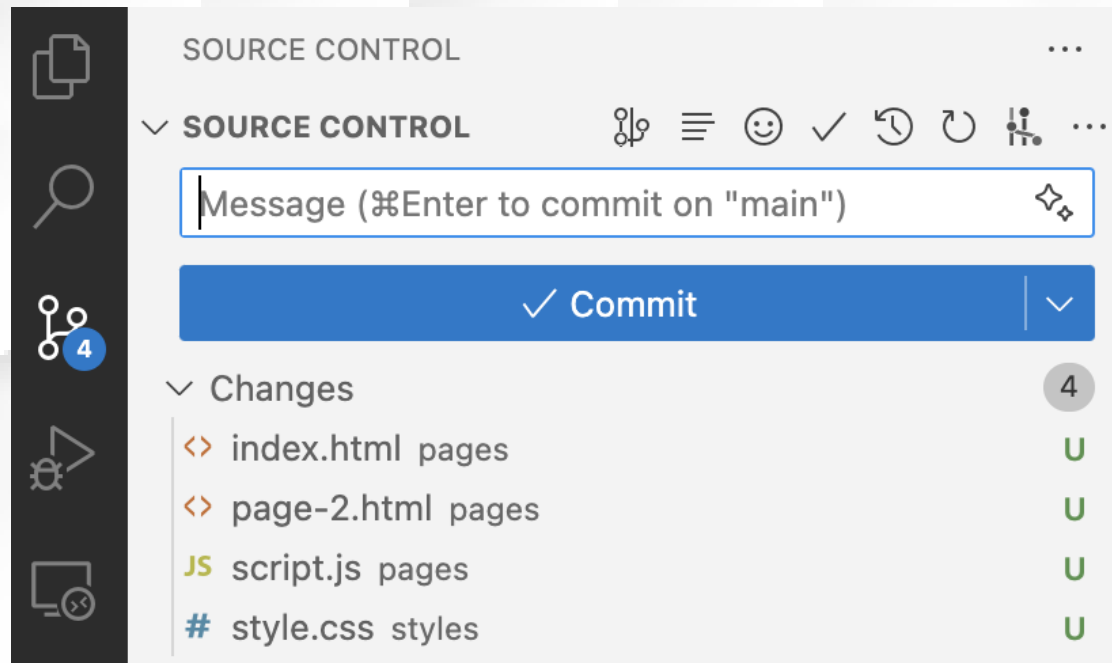 SOURCE CONTROL
SOURCE CONTROL
Message (⌘Enter to commit on "main")
Commit
4
Changes 4
index.html pages U
page-2.html pages U
JS script.js pages U
# style.css styles U